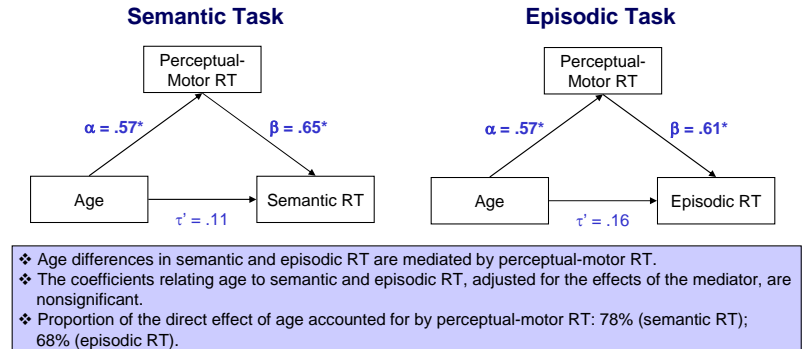 Semantic Task
Perceptual-
Motor RT
α = .57*
β = .65*
Age
Semantic RT
τ' = .11
Episodic Task
Perceptual-
Motor RT
α = .57*
β = .61*
Age
Episodic RT
τ' = .16
❖ Age differences in semantic and episodic RT are mediated by perceptual-motor RT.
❖ The coefficients relating age to semantic and episodic RT, adjusted for the effects of the mediator, are
nonsignificant.
❖ Proportion of the direct effect of age accounted for by perceptual-motor RT: 78% (semantic RT);
68% (episodic RT).